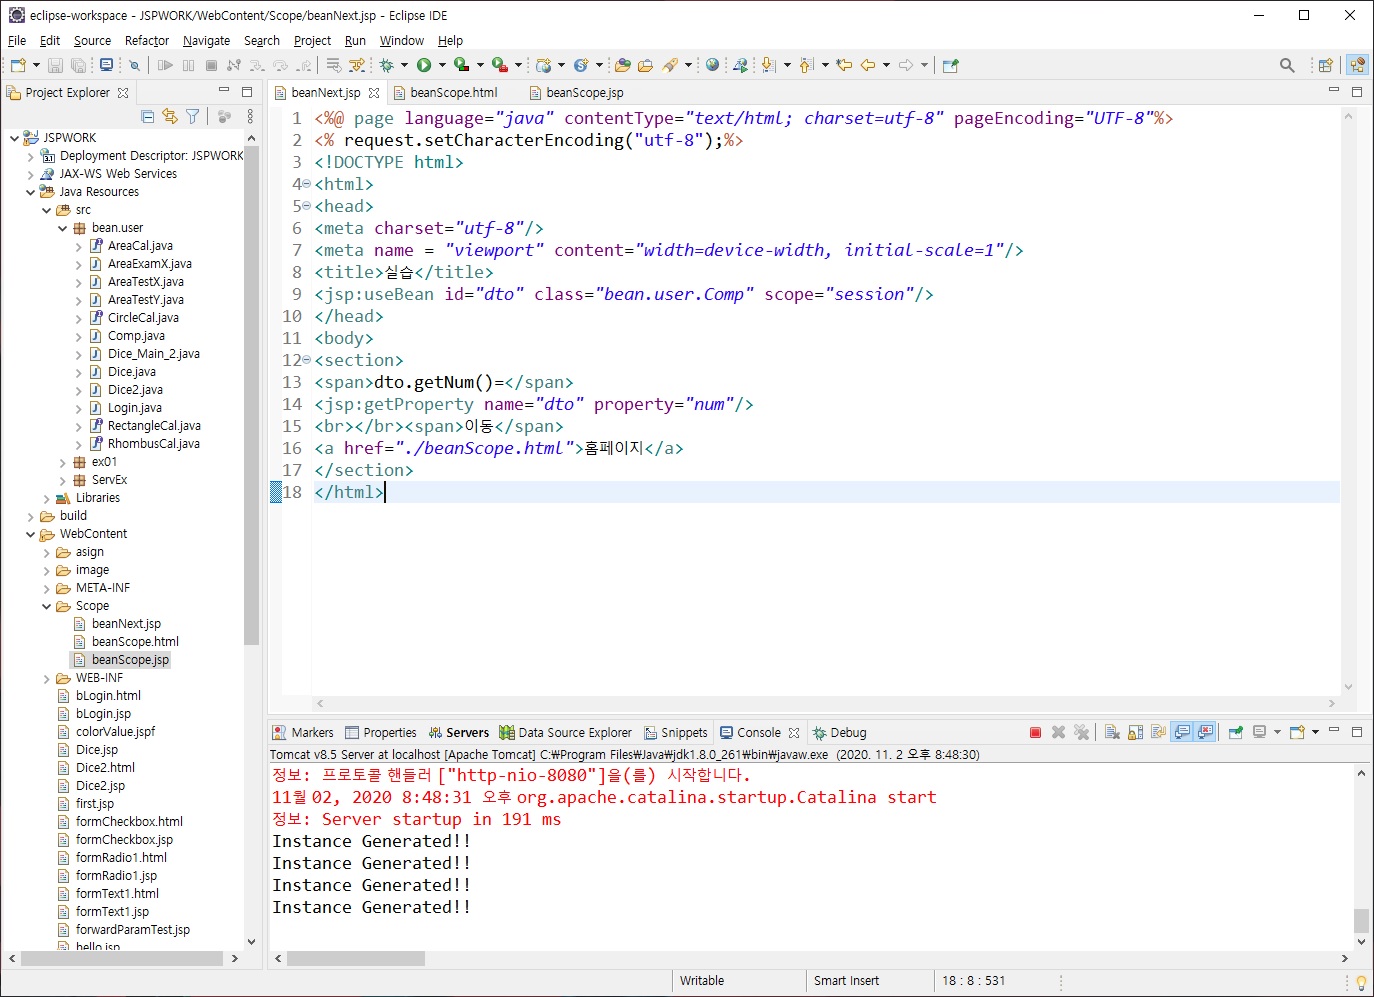 eclipse-workspace - JSPWORK/WebContent/Scope/beanNext.jsp - Eclipse IDE
File Edit Source Refactor Navigate Search Project Run Window Help
Project Explorer
JSPWORK
Deployment Descriptor: JSPWORK
JAX-WS Web Services
Java Resources
src
bean.user
AreaCal.java
AreaExamX.java
AreaTestX.java
AreaTestY.java
CircleCal.java
Comp.java
Dice_Main_2.java
Dice.java
Dice2.java
Login.java
RectangleCal.java
RhombusCal.java
ex01
ServEx
Libraries
build
WebContent
asign
image
META-INF
Scope
beanNext.jsp
beanScope.html
beanScope.jsp
WEB-INF
bLogin.html
bLogin.jsp
colorValue.jspf
Dice.jsp
Dice2.html
Dice2.jsp
first.jsp
formCheckbox.html
formCheckbox.jsp
formRadio1.html
formRadio1.jsp
formText1.html
formText1.jsp
forwardParamTest.jsp
hello.jsp
beanNext.jsp beanScope.html beanScope.jsp
1 <%@ page language="java" contentType="text/html; charset=utf-8" pageEncoding="UTF-8"%>
2 <% request.setCharacterEncoding("utf-8");%>
3 <!DOCTYPE html>
4 <html>
5 <head>
6 <meta charset="utf-8"/>
7 <meta name = "viewport" content="width=device-width, initial-scale=1"/>
8 <title>실습</title>
9 <jsp:useBean id="dto" class="bean.user.Comp" scope="session"/>
10 </head>
11 <body>
12 <section>
13 <span>dto.getNum()=</span>
14 <jsp:getProperty name="dto" property="num"/>
15 <br></br><span>이동</span>
16 <a href="./beanScope.html">홈페이지</a>
17 </section>
18 </html>
Markers Properties Servers Data Source Explorer Snippets Console Debug
Tomcat v8.5 Server at localhost [Apache Tomcat] C:₩Program Files₩Java₩jdk1.8.0_261₩bin₩javaw.exe (2020. 11. 2 오후 8:48:30)
정보: 프로토콜 핸들러 ["http-nio-8080"]을(를) 시작합니다.
11월 02, 2020 8:48:31 오후 org.apache.catalina.startup.Catalina start
정보: Server startup in 191 ms
Instance Generated!!
Instance Generated!!
Instance Generated!!
Instance Generated!!
Writable Smart Insert 18 : 8 : 531